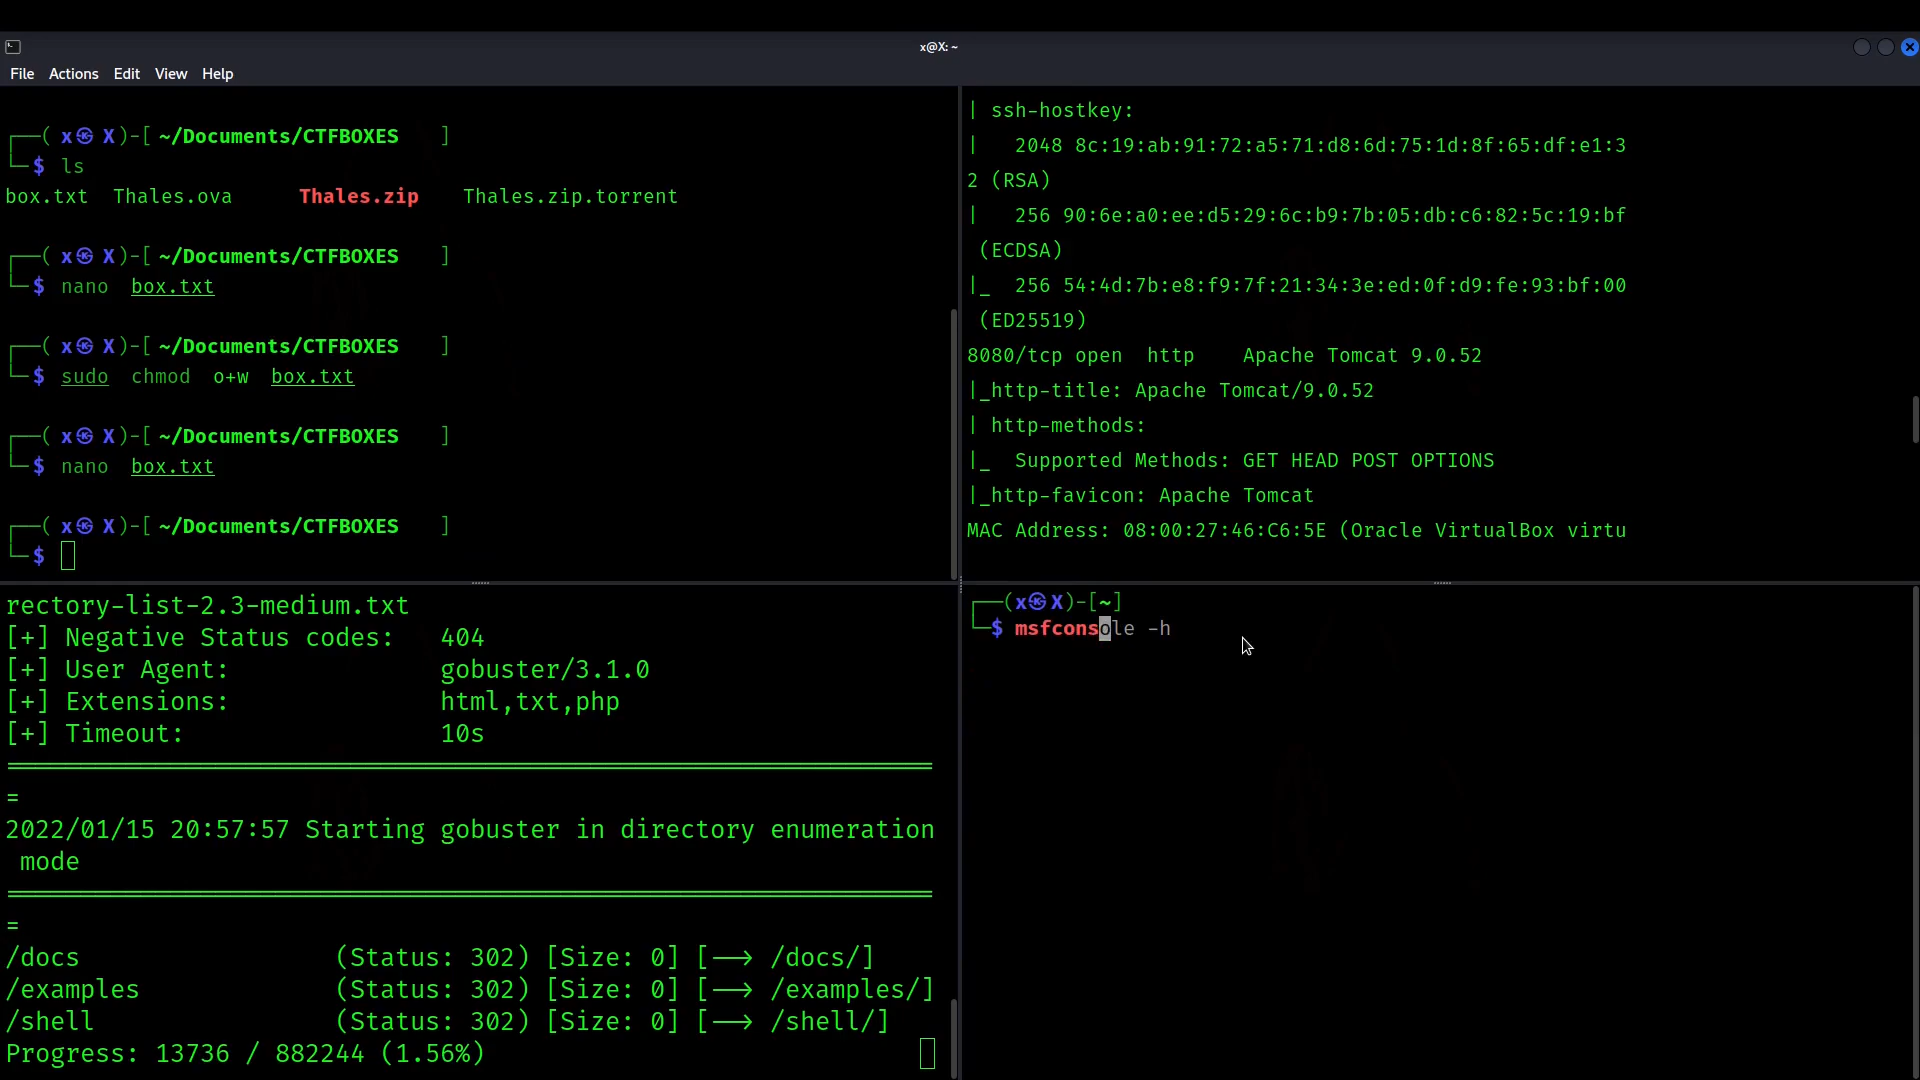 x@X: ~
File Actions Edit View Help
┌──( x㉿ X)-[ ~/Documents/CTFBOXES ]
└─$ ls
box.txt Thales.ova Thales.zip Thales.zip.torrent
┌──( x㉿ X)-[ ~/Documents/CTFBOXES ]
└─$ nano box.txt
┌──( x㉿ X)-[ ~/Documents/CTFBOXES ]
└─$ sudo chmod o+w box.txt
┌──( x㉿ X)-[ ~/Documents/CTFBOXES ]
└─$ nano box.txt
┌──( x㉿ X)-[ ~/Documents/CTFBOXES ]
└─$
| ssh-hostkey:
| 2048 8c:19:ab:91:72:a5:71:d8:6d:75:1d:8f:65:df:e1:3
2 (RSA)
| 256 90:6e:a0:ee:d5:29:6c:b9:7b:05:db:c6:82:5c:19:bf
(ECDSA)
|_ 256 54:4d:7b:e8:f9:7f:21:34:3e:ed:0f:d9:fe:93:bf:00
(ED25519)
8080/tcp open http Apache Tomcat 9.0.52
|_http-title: Apache Tomcat/9.0.52
| http-methods:
|_ Supported Methods: GET HEAD POST OPTIONS
|_http-favicon: Apache Tomcat
MAC Address: 08:00:27:46:C6:5E (Oracle VirtualBox virtu
rectory-list-2.3-medium.txt
[+] Negative Status codes: 404
[+] User Agent: gobuster/3.1.0
[+] Extensions: html,txt,php
[+] Timeout: 10s
===============================================================
=
2022/01/15 20:57:57 Starting gobuster in directory enumeration
mode
===============================================================
=
/docs (Status: 302) [Size: 0] [--> /docs/]
/examples (Status: 302) [Size: 0] [--> /examples/]
/shell (Status: 302) [Size: 0] [--> /shell/]
Progress: 13736 / 882244 (1.56%)
┌──(x㉿X)-[~]
└─$ msfconsole -h